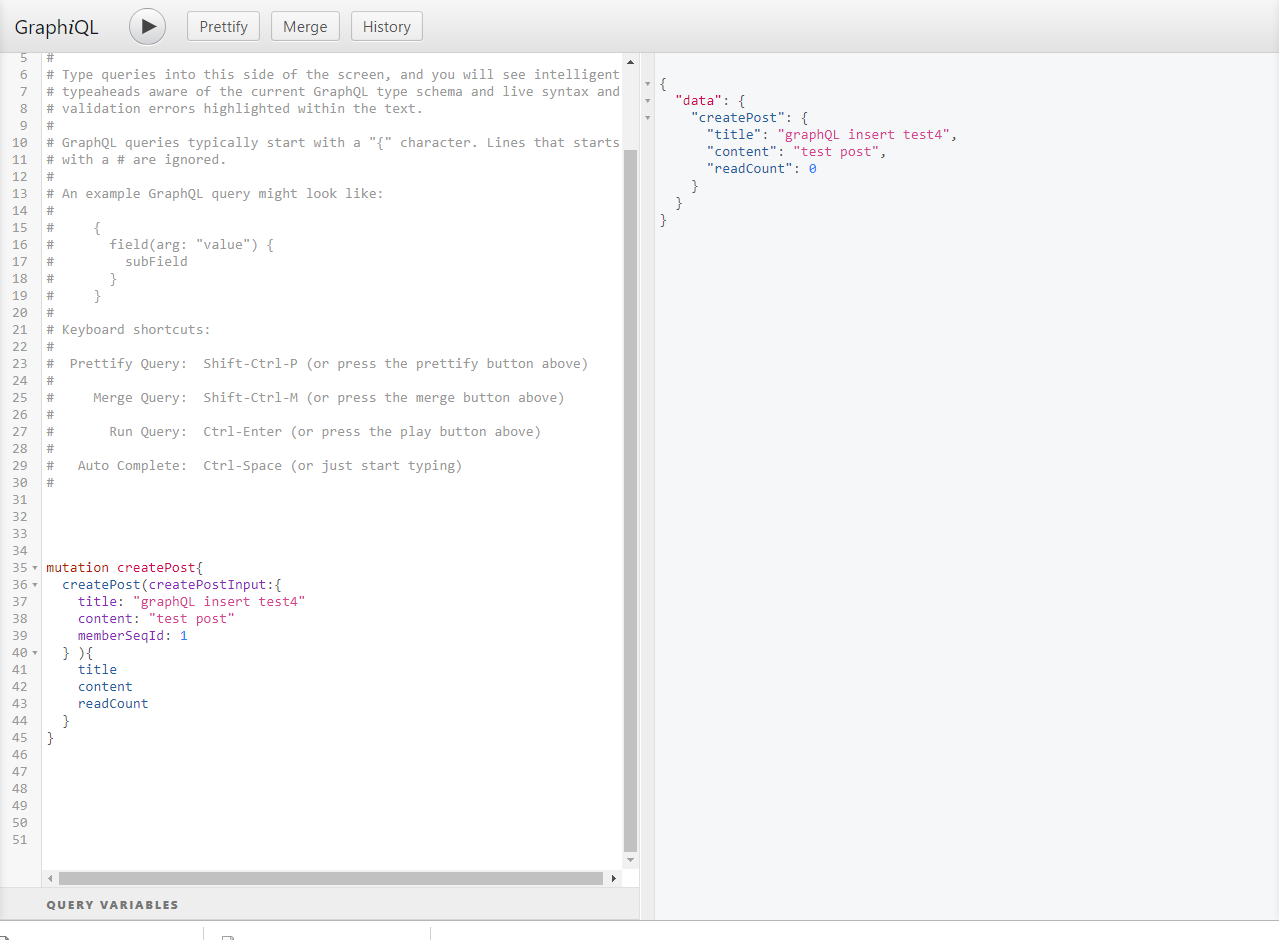 GraphiQL
Prettify
Merge
History
5 #
6 # Type queries into this side of the screen, and you will see intelligent
7 # typeaheads aware of the current GraphQL type schema and live syntax and
8 # validation errors highlighted within the text.
9 #
10 # GraphQL queries typically start with a "{" character. Lines that starts
11 # with a # are ignored.
12 #
13 # An example GraphQL query might look like:
14 #
15 #     {
16 #       field(arg: "value") {
17 #         subField
18 #       }
19 #     }
20 #
21 # Keyboard shortcuts:
22 #
23 #  Prettify Query:  Shift-Ctrl-P (or press the prettify button above)
24 #
25 #     Merge Query:  Shift-Ctrl-M (or press the merge button above)
26 #
27 #       Run Query:  Ctrl-Enter (or press the play button above)
28 #
29 #   Auto Complete:  Ctrl-Space (or just start typing)
30 #
31
32
33
34
35 mutation createPost{
36   createPost(createPostInput:{
37     title: "graphQL insert test4"
38     content: "test post"
39     memberSeqId: 1
40   } ){
41     title
42     content
43     readCount
44   }
45 }
46
47
48
49
50
51
QUERY VARIABLES
{
  "data": {
    "createPost": {
      "title": "graphQL insert test4",
      "content": "test post",
      "readCount": 0
    }
  }
}